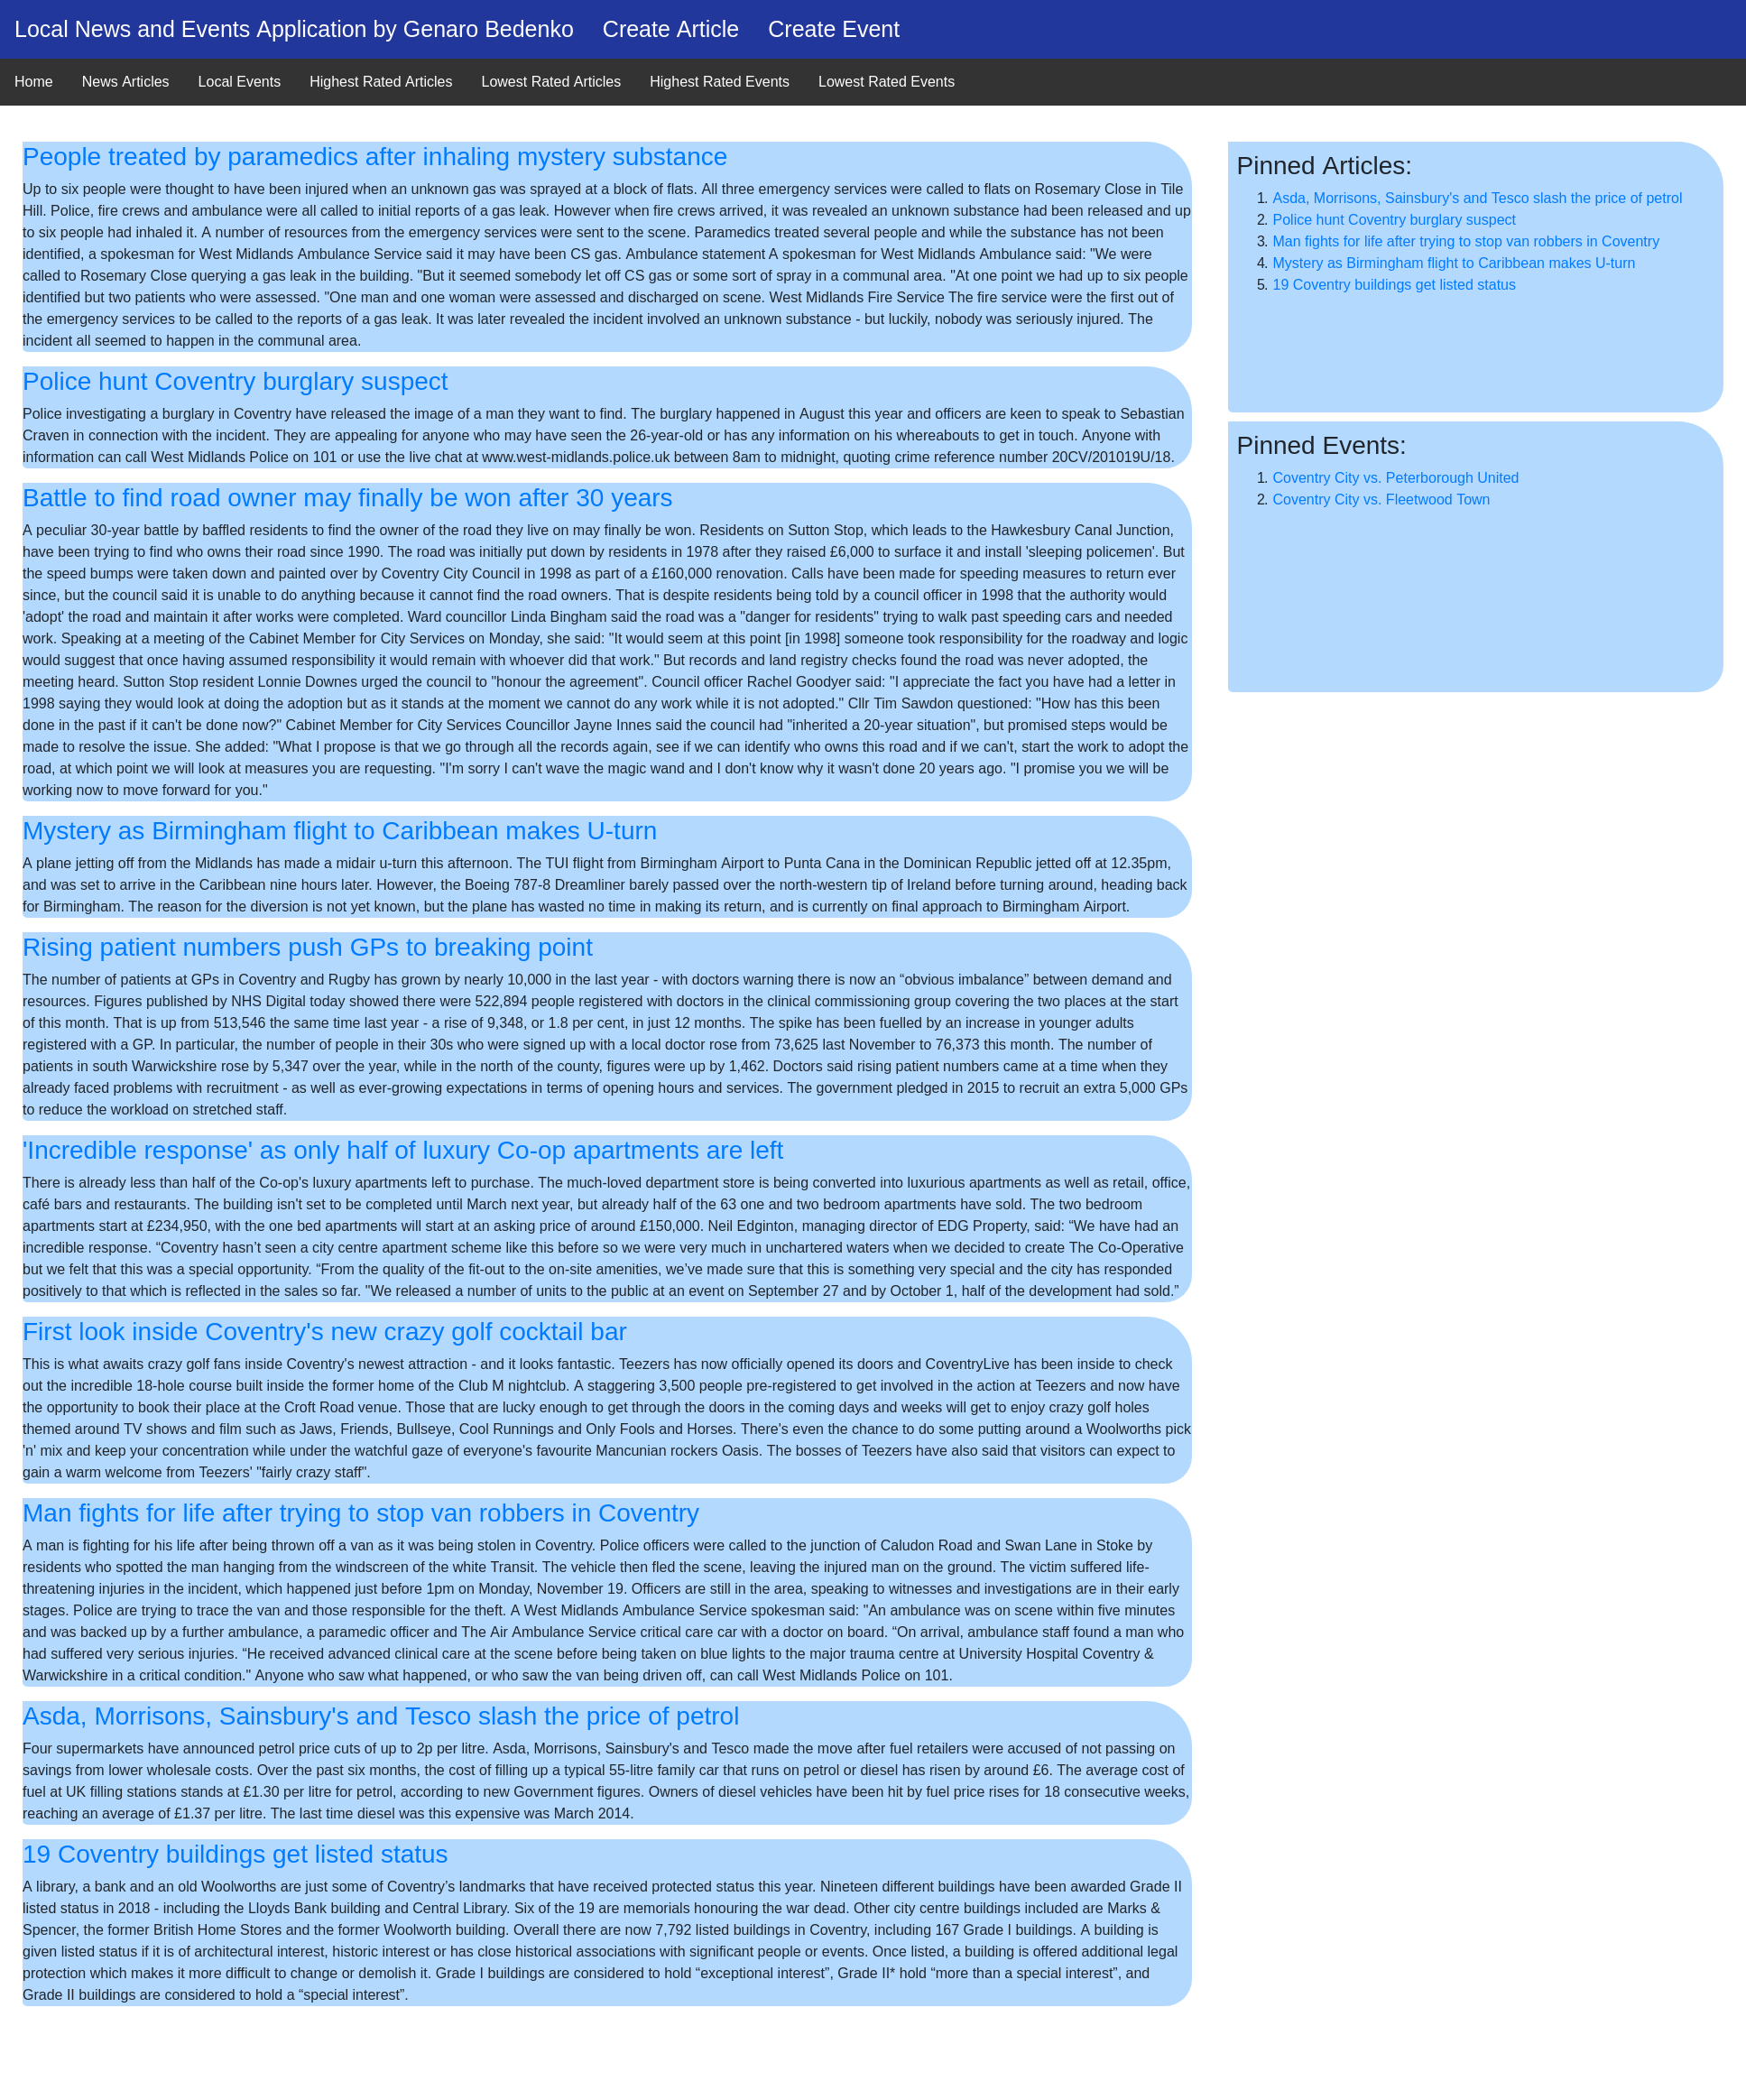 Local News and Events Application by Genaro Bedenko Create Article Create Event
Home News Articles Local Events Highest Rated Articles Lowest Rated Articles Highest Rated Events Lowest Rated Events
People treated by paramedics after inhaling mystery substance
Up to six people were thought to have been injured when an unknown gas was sprayed at a block of flats. All three emergency services were called to flats on Rosemary Close in Tile
Hill. Police, fire crews and ambulance were all called to initial reports of a gas leak. However when fire crews arrived, it was revealed an unknown substance had been released and up
to six people had inhaled it. A number of resources from the emergency services were sent to the scene. Paramedics treated several people and while the substance has not been
identified, a spokesman for West Midlands Ambulance Service said it may have been CS gas. Ambulance statement A spokesman for West Midlands Ambulance said: "We were
called to Rosemary Close querying a gas leak in the building. "But it seemed somebody let off CS gas or some sort of spray in a communal area. "At one point we had up to six people
identified but two patients who were assessed. "One man and one woman were assessed and discharged on scene. West Midlands Fire Service The fire service were the first out of
the emergency services to be called to the reports of a gas leak. It was later revealed the incident involved an unknown substance - but luckily, nobody was seriously injured. The
incident all seemed to happen in the communal area.
Police hunt Coventry burglary suspect
Police investigating a burglary in Coventry have released the image of a man they want to find. The burglary happened in August this year and officers are keen to speak to Sebastian
Craven in connection with the incident. They are appealing for anyone who may have seen the 26-year-old or has any information on his whereabouts to get in touch. Anyone with
information can call West Midlands Police on 101 or use the live chat at www.west-midlands.police.uk between 8am to midnight, quoting crime reference number 20CV/201019U/18.
Battle to find road owner may finally be won after 30 years
A peculiar 30-year battle by baffled residents to find the owner of the road they live on may finally be won. Residents on Sutton Stop, which leads to the Hawkesbury Canal Junction,
have been trying to find who owns their road since 1990. The road was initially put down by residents in 1978 after they raised £6,000 to surface it and install 'sleeping policemen'. But
the speed bumps were taken down and painted over by Coventry City Council in 1998 as part of a £160,000 renovation. Calls have been made for speeding measures to return ever
since, but the council said it is unable to do anything because it cannot find the road owners. That is despite residents being told by a council officer in 1998 that the authority would
'adopt' the road and maintain it after works were completed. Ward councillor Linda Bingham said the road was a "danger for residents" trying to walk past speeding cars and needed
work. Speaking at a meeting of the Cabinet Member for City Services on Monday, she said: "It would seem at this point [in 1998] someone took responsibility for the roadway and logic
would suggest that once having assumed responsibility it would remain with whoever did that work." But records and land registry checks found the road was never adopted, the
meeting heard. Sutton Stop resident Lonnie Downes urged the council to "honour the agreement". Council officer Rachel Goodyer said: "I appreciate the fact you have had a letter in
1998 saying they would look at doing the adoption but as it stands at the moment we cannot do any work while it is not adopted." Cllr Tim Sawdon questioned: "How has this been
done in the past if it can't be done now?" Cabinet Member for City Services Councillor Jayne Innes said the council had "inherited a 20-year situation", but promised steps would be
made to resolve the issue. She added: "What I propose is that we go through all the records again, see if we can identify who owns this road and if we can't, start the work to adopt the
road, at which point we will look at measures you are requesting. "I'm sorry I can't wave the magic wand and I don't know why it wasn't done 20 years ago. "I promise you we will be
working now to move forward for you."
Mystery as Birmingham flight to Caribbean makes U-turn
A plane jetting off from the Midlands has made a midair u-turn this afternoon. The TUI flight from Birmingham Airport to Punta Cana in the Dominican Republic jetted off at 12.35pm,
and was set to arrive in the Caribbean nine hours later. However, the Boeing 787-8 Dreamliner barely passed over the north-western tip of Ireland before turning around, heading back
for Birmingham. The reason for the diversion is not yet known, but the plane has wasted no time in making its return, and is currently on final approach to Birmingham Airport.
Rising patient numbers push GPs to breaking point
The number of patients at GPs in Coventry and Rugby has grown by nearly 10,000 in the last year - with doctors warning there is now an “obvious imbalance” between demand and
resources. Figures published by NHS Digital today showed there were 522,894 people registered with doctors in the clinical commissioning group covering the two places at the start
of this month. That is up from 513,546 the same time last year - a rise of 9,348, or 1.8 per cent, in just 12 months. The spike has been fuelled by an increase in younger adults
registered with a GP. In particular, the number of people in their 30s who were signed up with a local doctor rose from 73,625 last November to 76,373 this month. The number of
patients in south Warwickshire rose by 5,347 over the year, while in the north of the county, figures were up by 1,462. Doctors said rising patient numbers came at a time when they
already faced problems with recruitment - as well as ever-growing expectations in terms of opening hours and services. The government pledged in 2015 to recruit an extra 5,000 GPs
to reduce the workload on stretched staff.
'Incredible response' as only half of luxury Co-op apartments are left
There is already less than half of the Co-op's luxury apartments left to purchase. The much-loved department store is being converted into luxurious apartments as well as retail, office,
café bars and restaurants. The building isn't set to be completed until March next year, but already half of the 63 one and two bedroom apartments have sold. The two bedroom
apartments start at £234,950, with the one bed apartments will start at an asking price of around £150,000. Neil Edginton, managing director of EDG Property, said: “We have had an
incredible response. “Coventry hasn’t seen a city centre apartment scheme like this before so we were very much in unchartered waters when we decided to create The Co-Operative
but we felt that this was a special opportunity. “From the quality of the fit-out to the on-site amenities, we’ve made sure that this is something very special and the city has responded
positively to that which is reflected in the sales so far. "We released a number of units to the public at an event on September 27 and by October 1, half of the development had sold.”
First look inside Coventry's new crazy golf cocktail bar
This is what awaits crazy golf fans inside Coventry's newest attraction - and it looks fantastic. Teezers has now officially opened its doors and CoventryLive has been inside to check
out the incredible 18-hole course built inside the former home of the Club M nightclub. A staggering 3,500 people pre-registered to get involved in the action at Teezers and now have
the opportunity to book their place at the Croft Road venue. Those that are lucky enough to get through the doors in the coming days and weeks will get to enjoy crazy golf holes
themed around TV shows and film such as Jaws, Friends, Bullseye, Cool Runnings and Only Fools and Horses. There's even the chance to do some putting around a Woolworths pick
'n' mix and keep your concentration while under the watchful gaze of everyone's favourite Mancunian rockers Oasis. The bosses of Teezers have also said that visitors can expect to
gain a warm welcome from Teezers' "fairly crazy staff".
Man fights for life after trying to stop van robbers in Coventry
A man is fighting for his life after being thrown off a van as it was being stolen in Coventry. Police officers were called to the junction of Caludon Road and Swan Lane in Stoke by
residents who spotted the man hanging from the windscreen of the white Transit. The vehicle then fled the scene, leaving the injured man on the ground. The victim suffered life-
threatening injuries in the incident, which happened just before 1pm on Monday, November 19. Officers are still in the area, speaking to witnesses and investigations are in their early
stages. Police are trying to trace the van and those responsible for the theft. A West Midlands Ambulance Service spokesman said: "An ambulance was on scene within five minutes
and was backed up by a further ambulance, a paramedic officer and The Air Ambulance Service critical care car with a doctor on board. “On arrival, ambulance staff found a man who
had suffered very serious injuries. “He received advanced clinical care at the scene before being taken on blue lights to the major trauma centre at University Hospital Coventry &
Warwickshire in a critical condition." Anyone who saw what happened, or who saw the van being driven off, can call West Midlands Police on 101.
Asda, Morrisons, Sainsbury's and Tesco slash the price of petrol
Four supermarkets have announced petrol price cuts of up to 2p per litre. Asda, Morrisons, Sainsbury's and Tesco made the move after fuel retailers were accused of not passing on
savings from lower wholesale costs. Over the past six months, the cost of filling up a typical 55-litre family car that runs on petrol or diesel has risen by around £6. The average cost of
fuel at UK filling stations stands at £1.30 per litre for petrol, according to new Government figures. Owners of diesel vehicles have been hit by fuel price rises for 18 consecutive weeks,
reaching an average of £1.37 per litre. The last time diesel was this expensive was March 2014.
19 Coventry buildings get listed status
A library, a bank and an old Woolworths are just some of Coventry’s landmarks that have received protected status this year. Nineteen different buildings have been awarded Grade II
listed status in 2018 - including the Lloyds Bank building and Central Library. Six of the 19 are memorials honouring the war dead. Other city centre buildings included are Marks &
Spencer, the former British Home Stores and the former Woolworth building. Overall there are now 7,792 listed buildings in Coventry, including 167 Grade I buildings. A building is
given listed status if it is of architectural interest, historic interest or has close historical associations with significant people or events. Once listed, a building is offered additional legal
protection which makes it more difficult to change or demolish it. Grade I buildings are considered to hold “exceptional interest”, Grade II* hold “more than a special interest”, and
Grade II buildings are considered to hold a “special interest”.
Pinned Articles:
1. Asda, Morrisons, Sainsbury's and Tesco slash the price of petrol
2. Police hunt Coventry burglary suspect
3. Man fights for life after trying to stop van robbers in Coventry
4. Mystery as Birmingham flight to Caribbean makes U-turn
5. 19 Coventry buildings get listed status
Pinned Events:
1. Coventry City vs. Peterborough United
2. Coventry City vs. Fleetwood Town